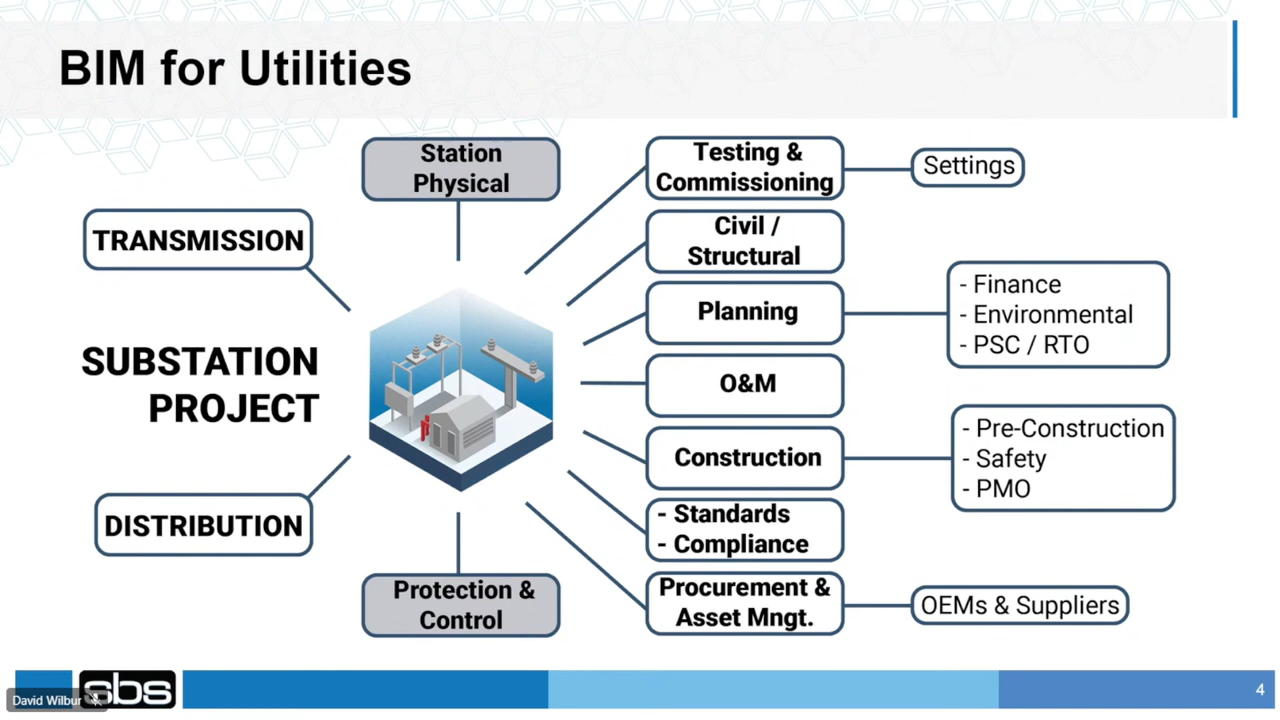 BIM for Utilities
Station
Physical
TRANSMISSION
SUBSTATION
PROJECT
DISTRIBUTION
Protection &
Control
Testing &
Commissioning
Settings
Civil /
Structural
Planning
- Finance
- Environmental
- PSC / RTO
O&M
Construction
- Pre-Construction
- Safety
- PMO
- Standards
- Compliance
Procurement &
Asset Mngt.
OEMs & Suppliers
sbs
David Wilbur
4